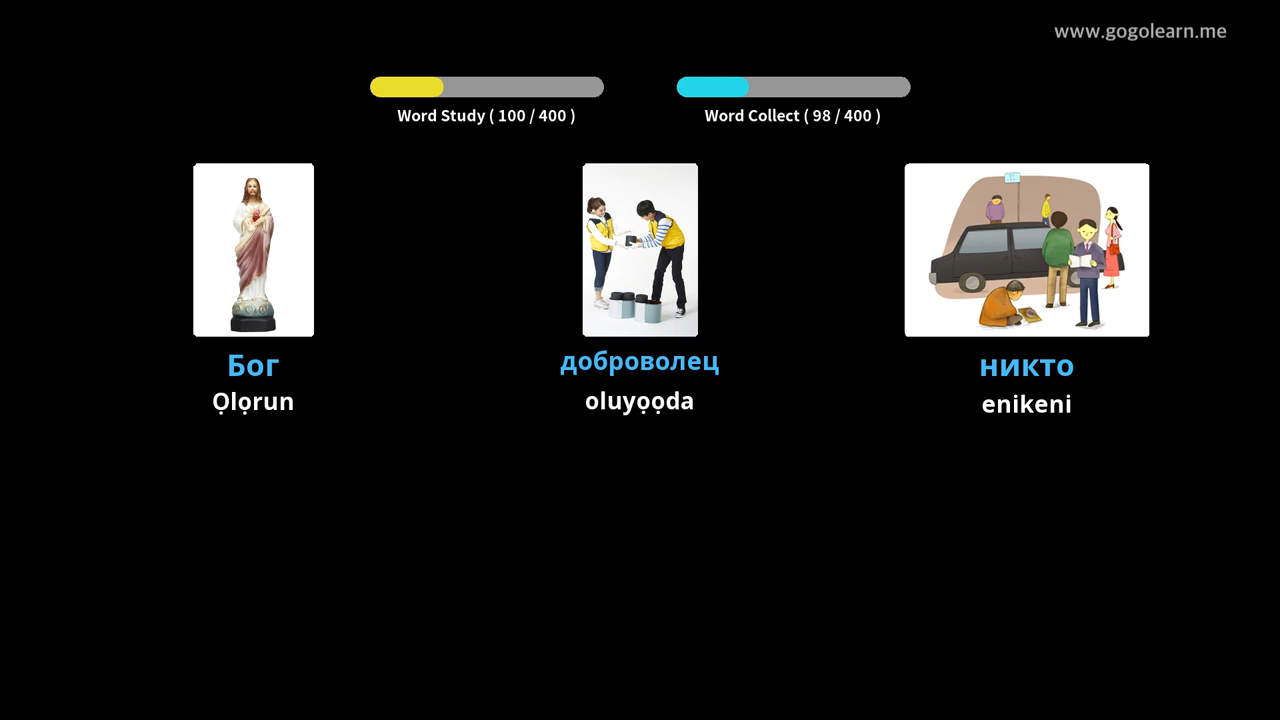 www.gogolearn.me
Word Study ( 100 / 400 )
Word Collect ( 98 / 400 )
Бог
Ọlọrun
доброволец
oluyọọda
никто
enikeni